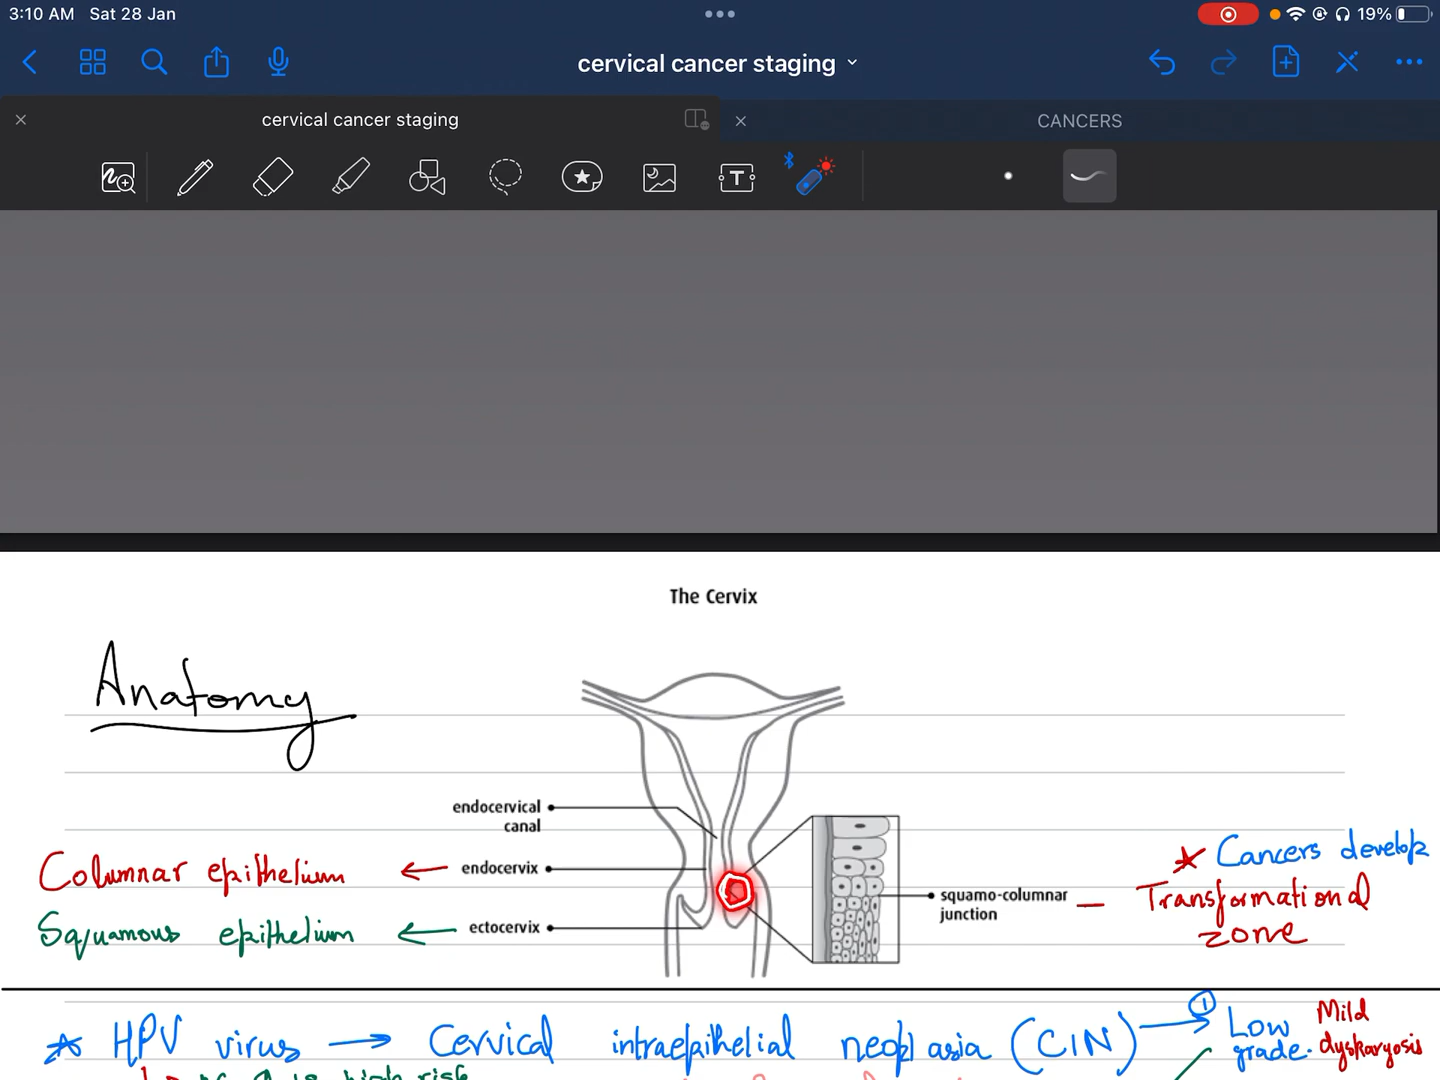 3:10 AM Sat 28 Jan
19%
cervical cancer staging
cervical cancer staging
CANCERS
T
The Cervix
Anatomy
endocervical
canal
endocervix
ectocervix
Columnar epithelium
Squamous epithelium
squamo-columnar
junction
Cancers develop
Transformational
zone
HPV virus → Cervical intraepithelial neoplasia (CIN) → ① Low grade.
Mild
dyskaryosis
high risk